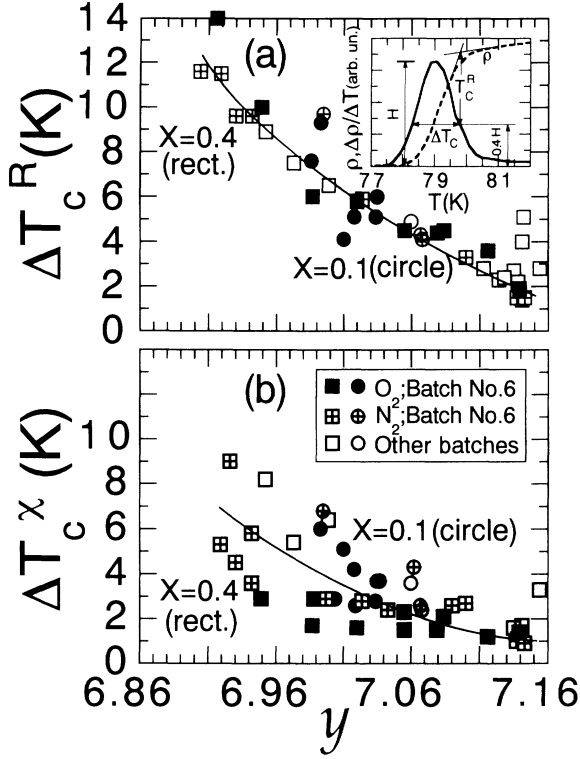 (a)
ΔT_c^R (K)
14
12
10
8
6
4
2
0
X=0.4
(rect.)
X=0.1(circle)
ρ,Δρ/ΔT(arb. un.)
ρ
T_C^R
H
ΔT_C
0.4H
77
79
81
T(K)
(b)
ΔT_c^χ (K)
10
8
6
4
2
0
O₂;Batch No.6
N₂;Batch No.6
Other batches
X=0.1(circle)
X=0.4
(rect.)
6.86 6.96 7.06 7.16
y